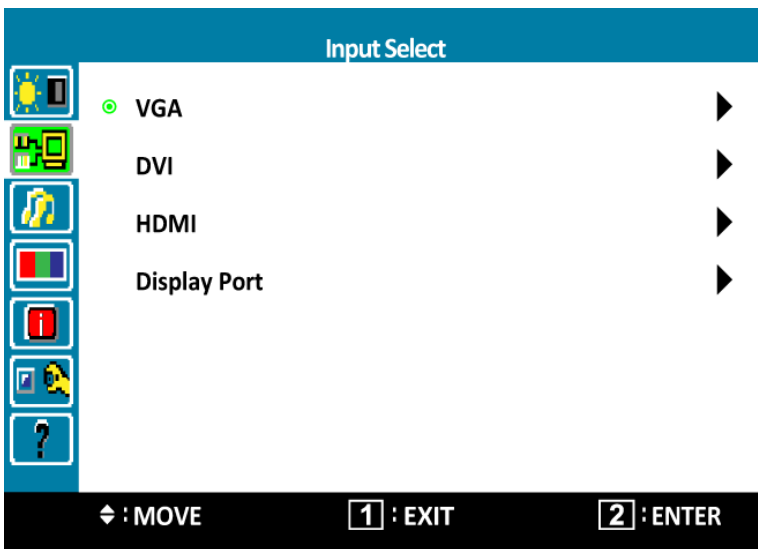 Input Select
VGA
DVI
HDMI
Display Port
i
?
: MOVE 1 : EXIT 2 : ENTER